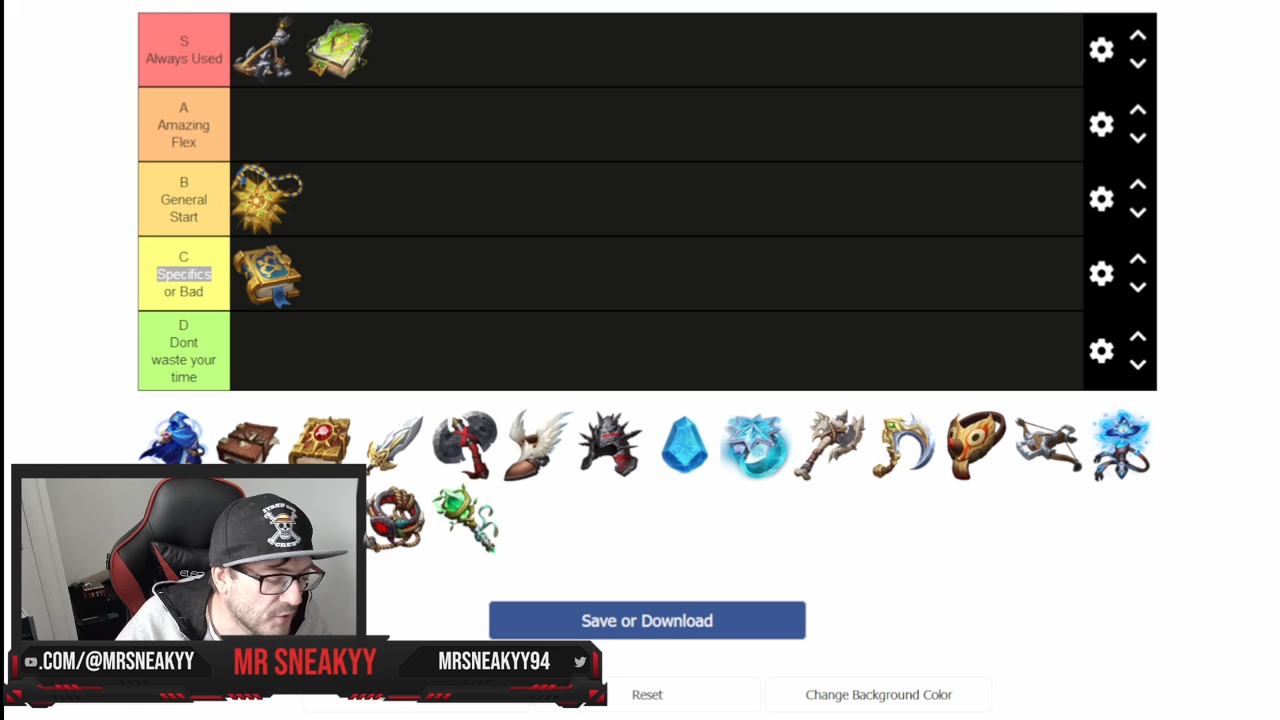 S
Always Used
A
Amazing
Flex
B
General
Start
C
Specifics
or Bad
D
Dont
waste your
time
Save or Download
.COM/@MRSNEAKYY
MR SNEAKYY
MRSNEAKYY94
Reset
Change Background Color